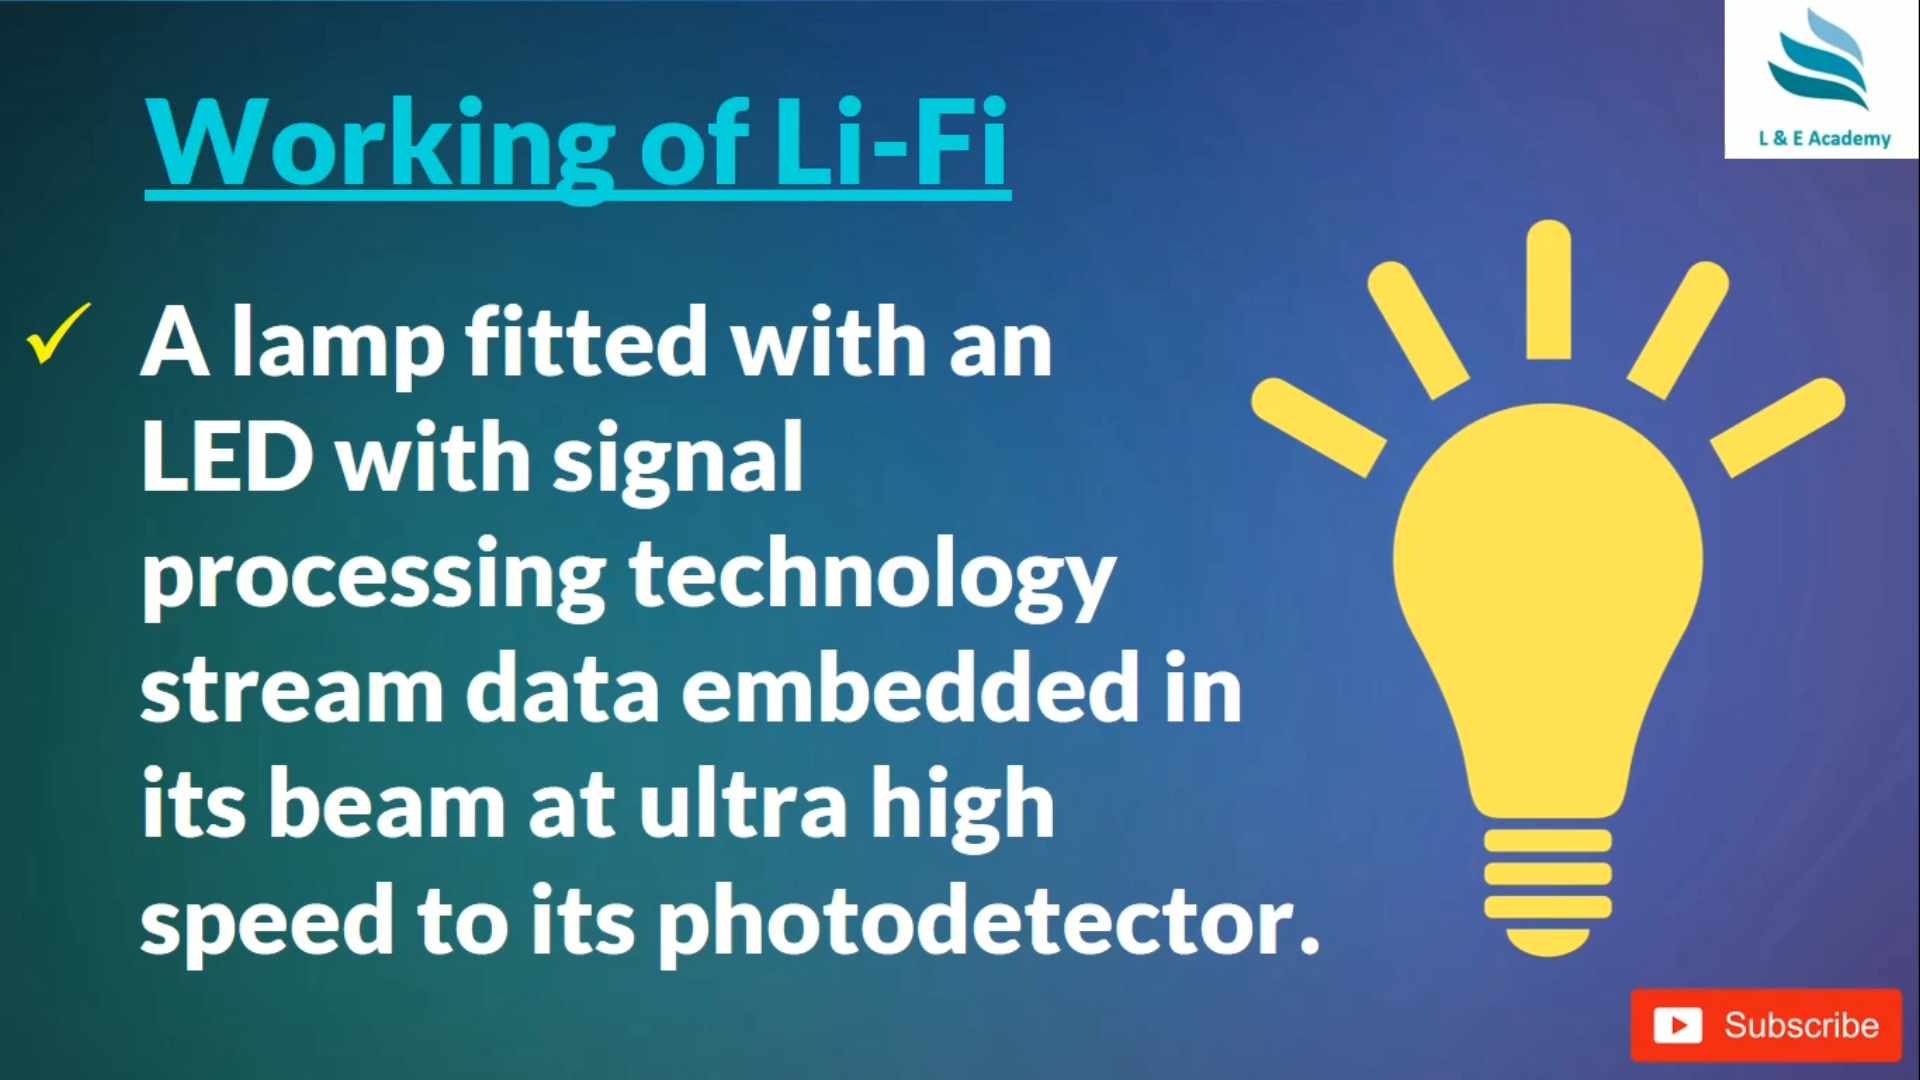 Working of Li-Fi
L & E Academy
✓ A lamp fitted with an
LED with signal
processing technology
stream data embedded in
its beam at ultra high
speed to its photodetector.
Subscribe